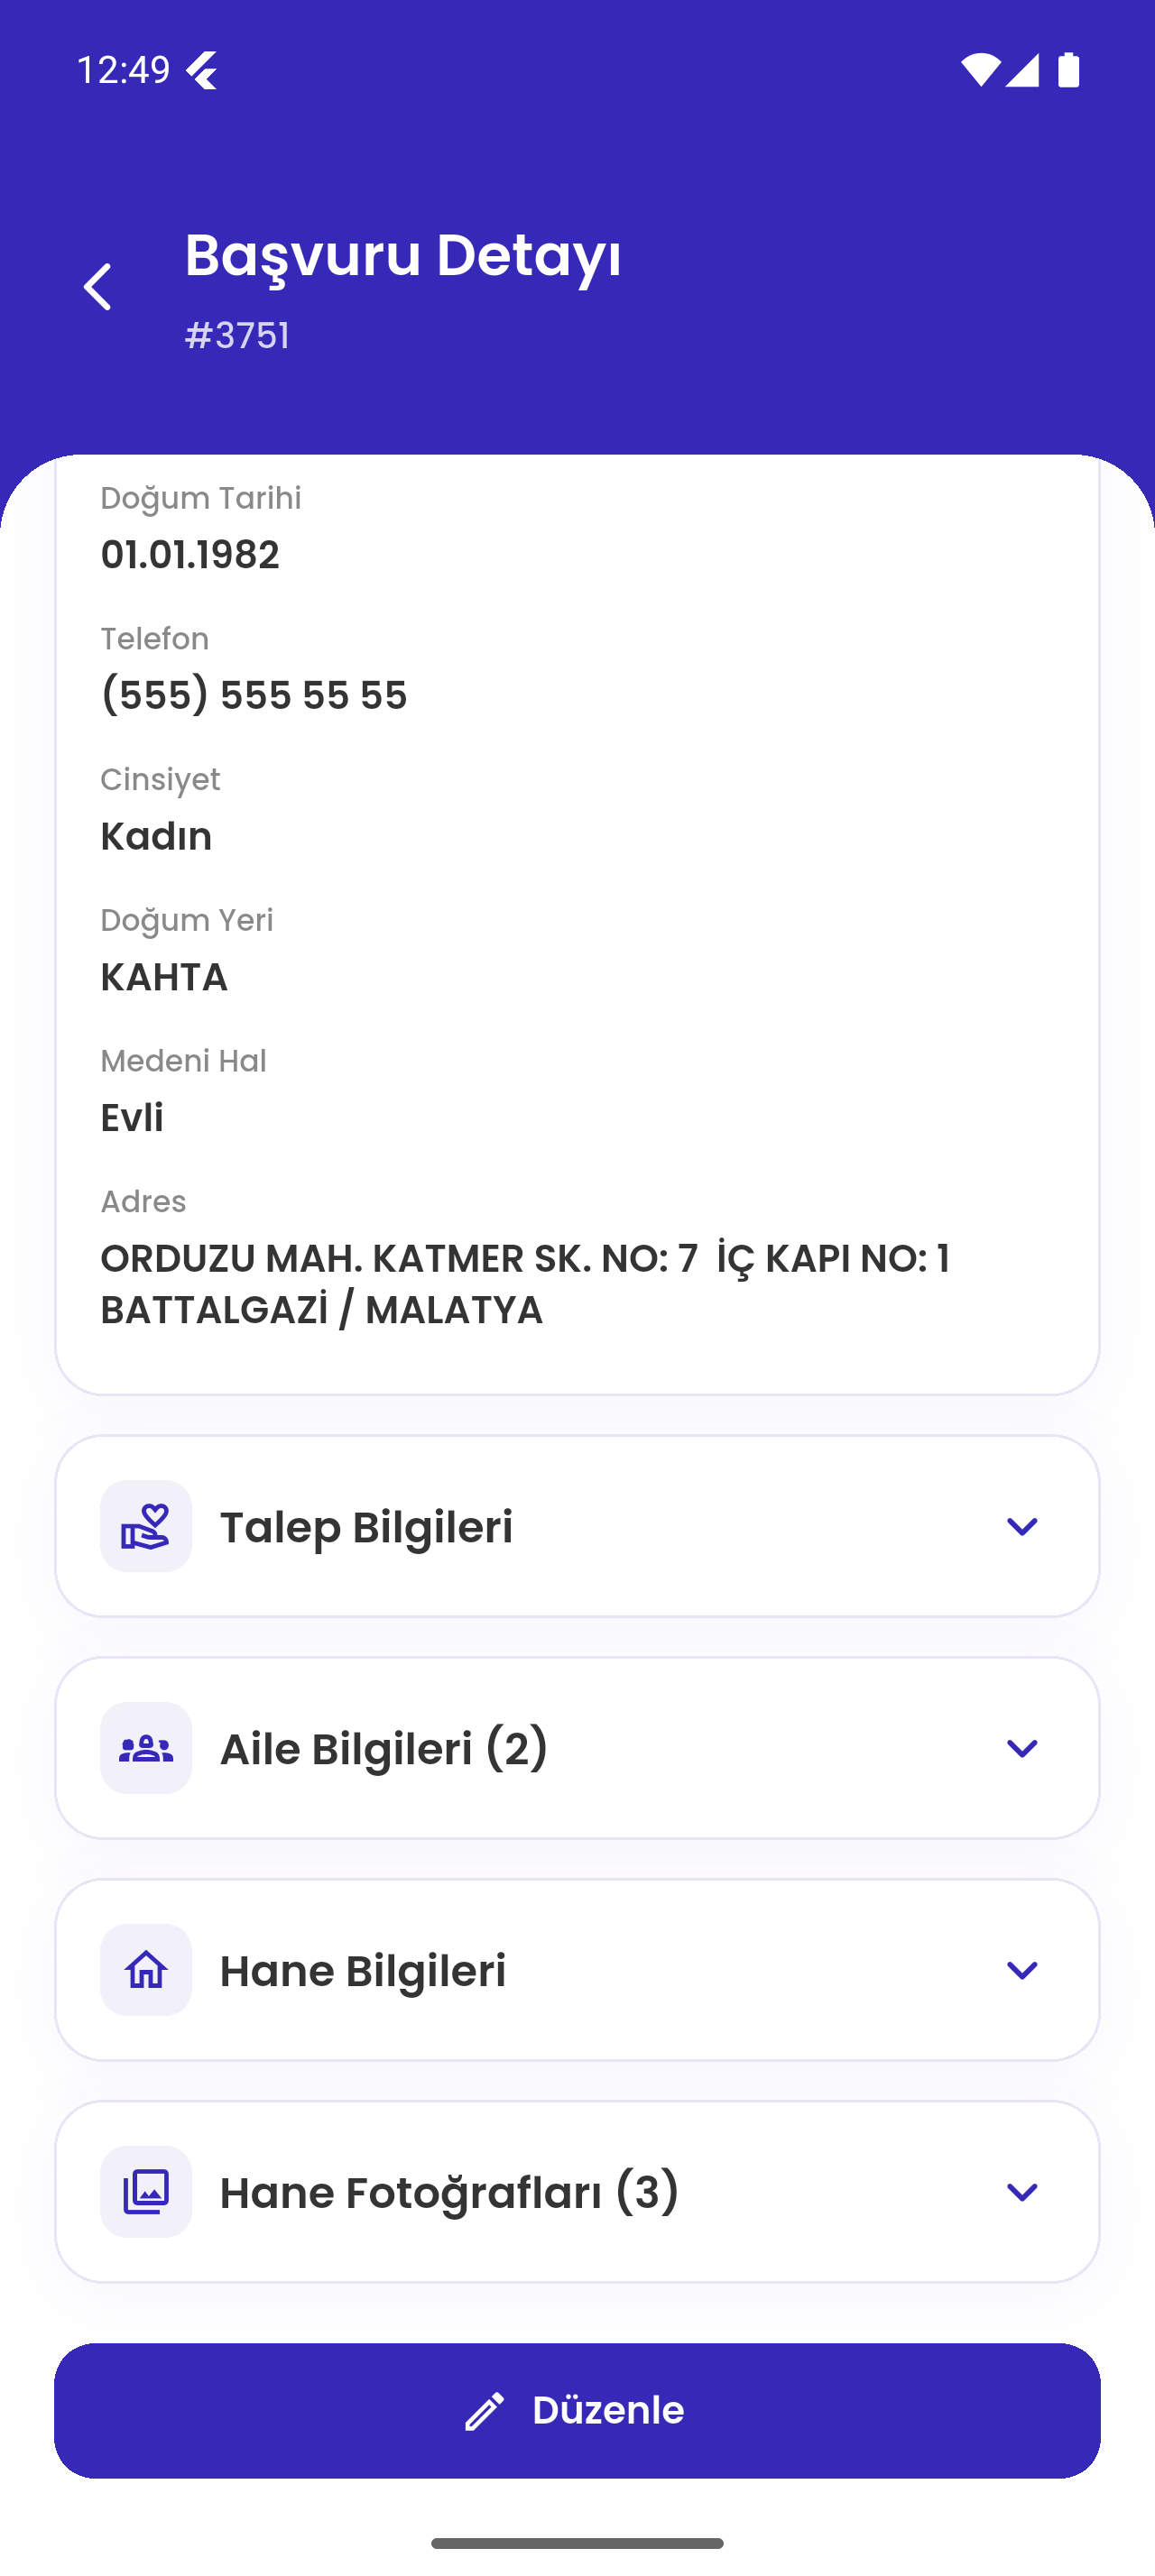 12:49
Başvuru Detayı
#3751
Doğum Tarihi
01.01.1982
Telefon
(555) 555 55 55
Cinsiyet
Kadın
Doğum Yeri
KAHTA
Medeni Hal
Evli
Adres
ORDUZU MAH. KATMER SK. NO: 7  İÇ KAPI NO: 1
BATTALGAZİ / MALATYA
Talep Bilgileri
Aile Bilgileri (2)
Hane Bilgileri
Hane Fotoğrafları (3)
Düzenle